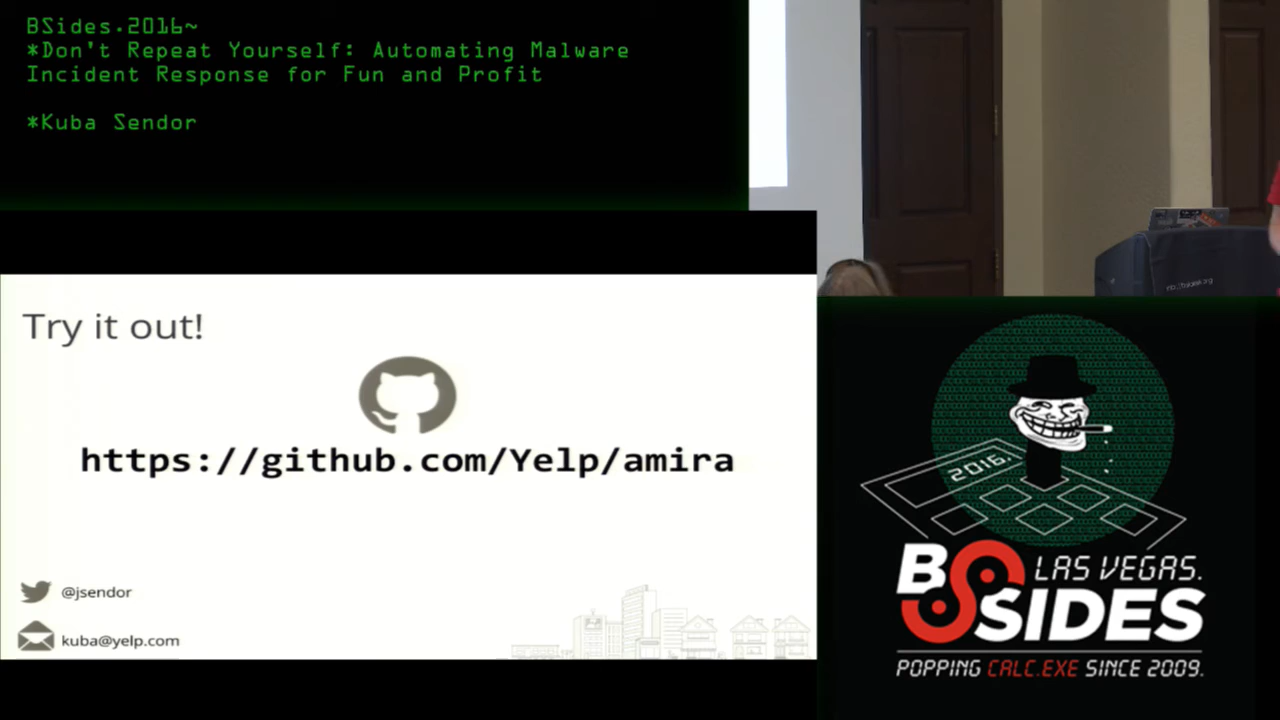 BSides.2016~
*Don't Repeat Yourself: Automating Malware
Incident Response for Fun and Profit
*Kuba Sendor
Try it out!
https://github.com/Yelp/amira
@jsendor
kuba@yelp.com
2016.
BSIDES
LAS VEGAS.
POPPING CALC.EXE SINCE 2009.